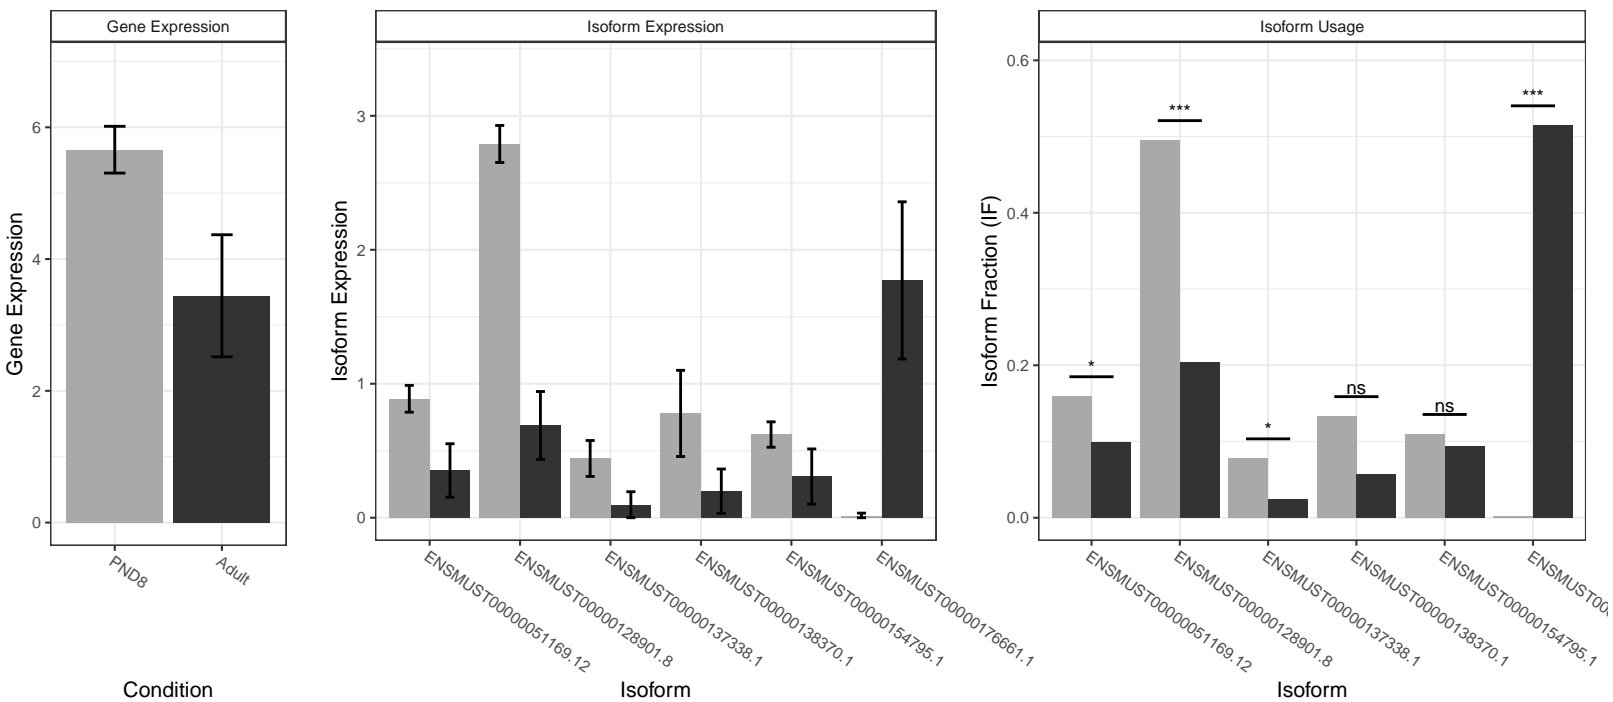 Gene Expression
Isoform Expression
Isoform Usage
Gene Expression
6
4
2
0
PND8
Adult
Condition
Isoform Expression
3
2
1
0
ENSMUST00000051169.12
ENSMUST00000128901.8
ENSMUST00000137338.1
ENSMUST00000138370.1
ENSMUST00000154795.1
ENSMUST00000176661.1
Isoform
Isoform Fraction (IF)
0.6
0.4
0.2
0.0
*
***
*
ns
ns
***
ENSMUST00000051169.12
ENSMUST00000128901.8
ENSMUST00000137338.1
ENSMUST00000138370.1
ENSMUST00000154795.1
Isoform